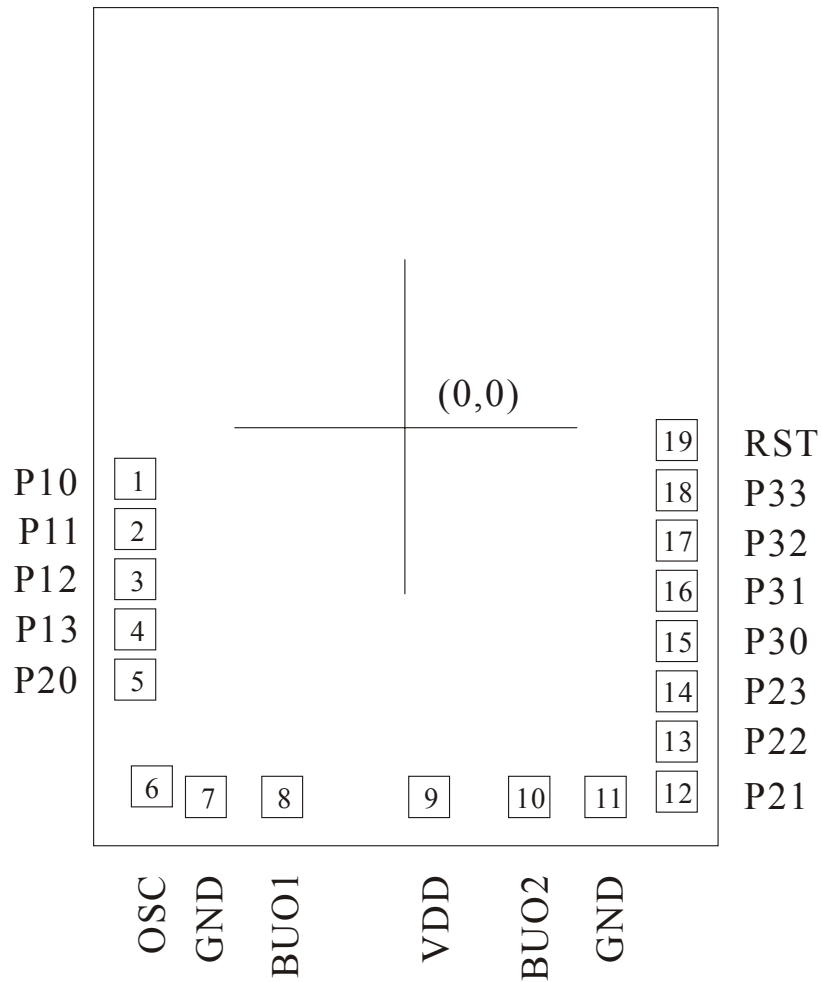 (0,0)
19 RST
P10 1 18 P33
P11 2 17 P32
P12 3 16 P31
P13 4 15 P30
P20 5 14 P23
13 P22
6 7 8 9 10 11 12 P21
OSC GND BUO1 VDD BUO2 GND